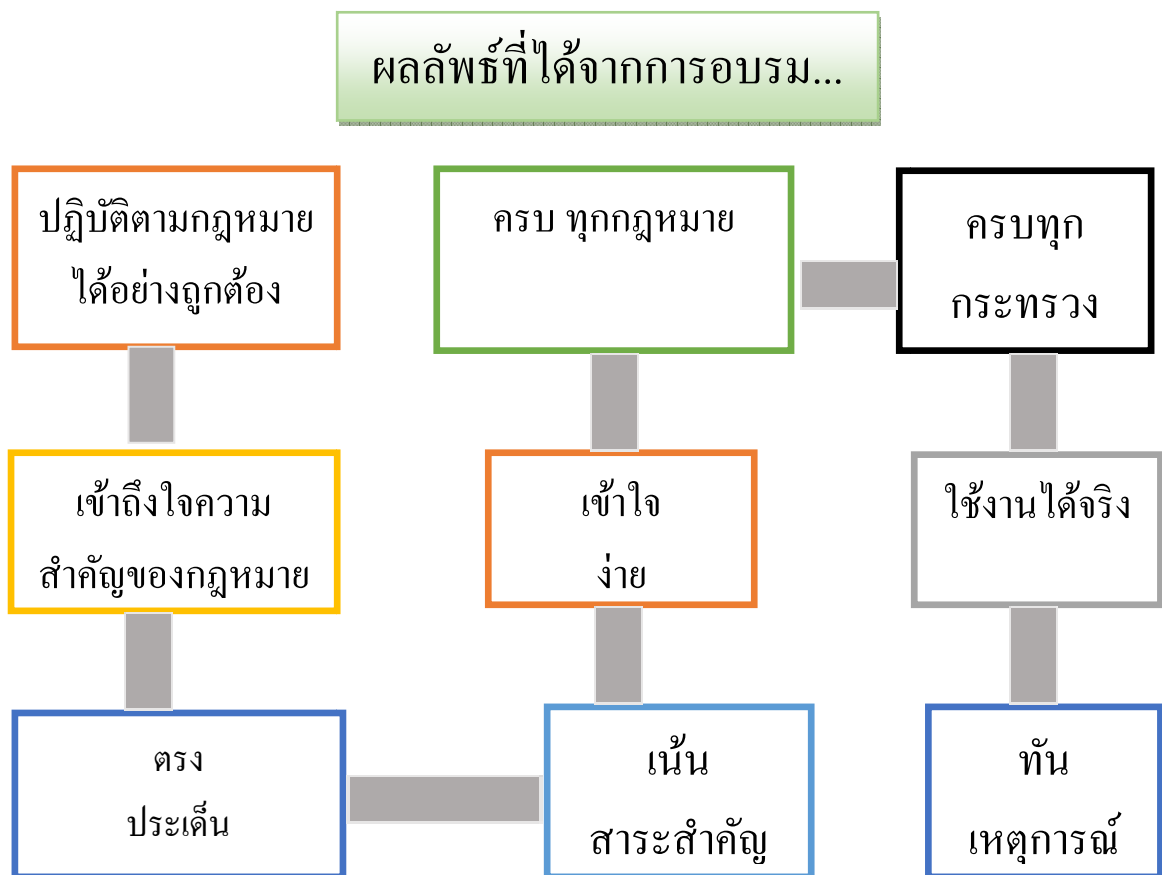 ผลลัพธ์ที่ได้จากการอบรม...
ปฏิบัติตามกฎหมาย
ได้อย่างถูกต้อง
ครบ ทุกกฎหมาย
ครบทุก
กระทรวง
เข้าถึงใจความ
สำคัญของกฎหมาย
เข้าใจ
ง่าย
ใช้งานได้จริง
ตรง
ประเด็น
เน้น
สาระสำคัญ
ทัน
เหตุการณ์